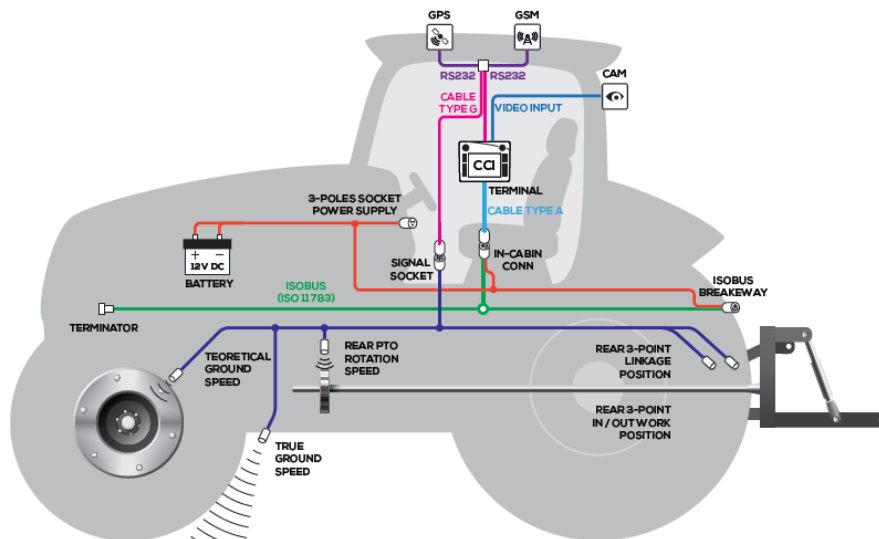 GPS
GSM
RS232
RS232
CAM
CABLE
TYPE G
VIDEO INPUT
CCI
TERMINAL
CABLE TYPE A
3-POLES SOCKET
POWER SUPPLY
+ −
12V DC
BATTERY
SIGNAL
SOCKET
IN-CABIN
CONN
ISOBUS
BREAKEWAY
ISOBUS
(ISO 11783)
TERMINATOR
TEORETICAL
GROUND
SPEED
REAR PTO
ROTATION
SPEED
REAR 3-POINT
LINKAGE
POSITION
REAR 3-POINT
IN / OUT WORK
POSITION
TRUE
GROUND
SPEED